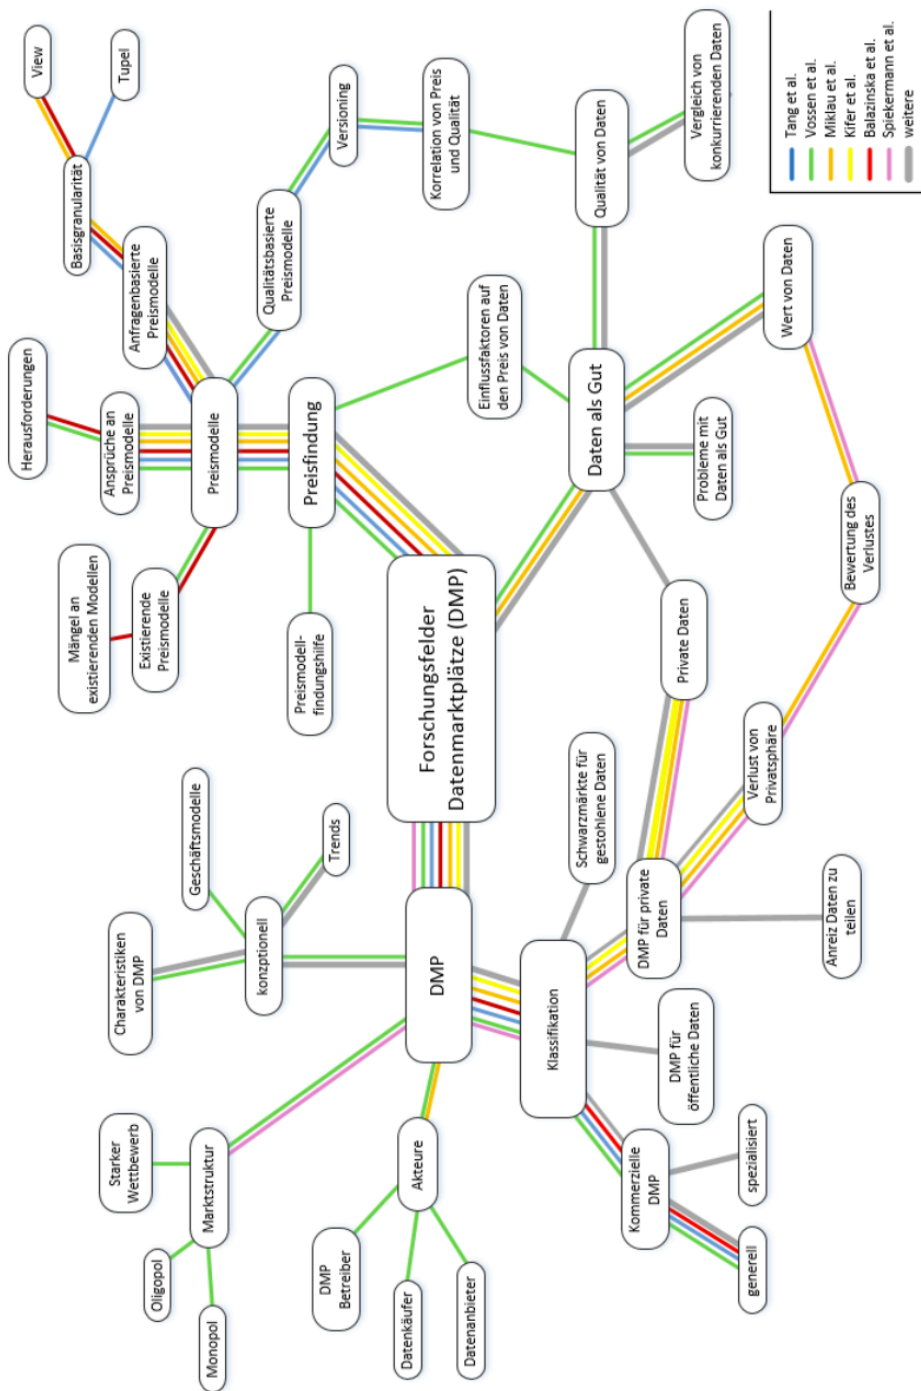 View
Herausforderungen
Mängel an
existierenden Modellen
Basisgranularität
Tupel
Charakteristiken
von DMP
Starker
Wettbewerb
Geschäftsmodelle
Existierende
Preismodelle
Ansprüche an
Preismodelle
Anfragenbasierte
Preismodelle
Oligopol
Monopol
Marktstruktur
konzptionell
Preismodelle
Qualitätsbasierte
Preismodelle
Versioning
Trends
Preismodell-
findungshilfe
Preisfindung
DMP
Betreiber
Datenkäufer
Datenanbieter
Akteure
DMP
Forschungsfelder
Datenmarktplätze (DMP)
Einflussfaktoren auf
den Preis von Daten
Korrelation von Preis
und Qualität
Klassifikation
Schwarzmärkte für
gestohlene Daten
Daten als Gut
Qualität von Daten
Kommerzielle
DMP
DMP für
öffentliche Daten
DMP für private
Daten
Private Daten
Probleme mit
Daten als Gut
Vergleich von
konkurrierenden Daten
generell
spezialisiert
Verlust von
Privatsphäre
Wert von Daten
Anreiz Daten zu
teilen
Bewertung des
Verlustes
Tang et al.
Vossen et al.
Miklau et al.
Kifer et al.
Balazinska et al.
Spiekermann et al.
weitere